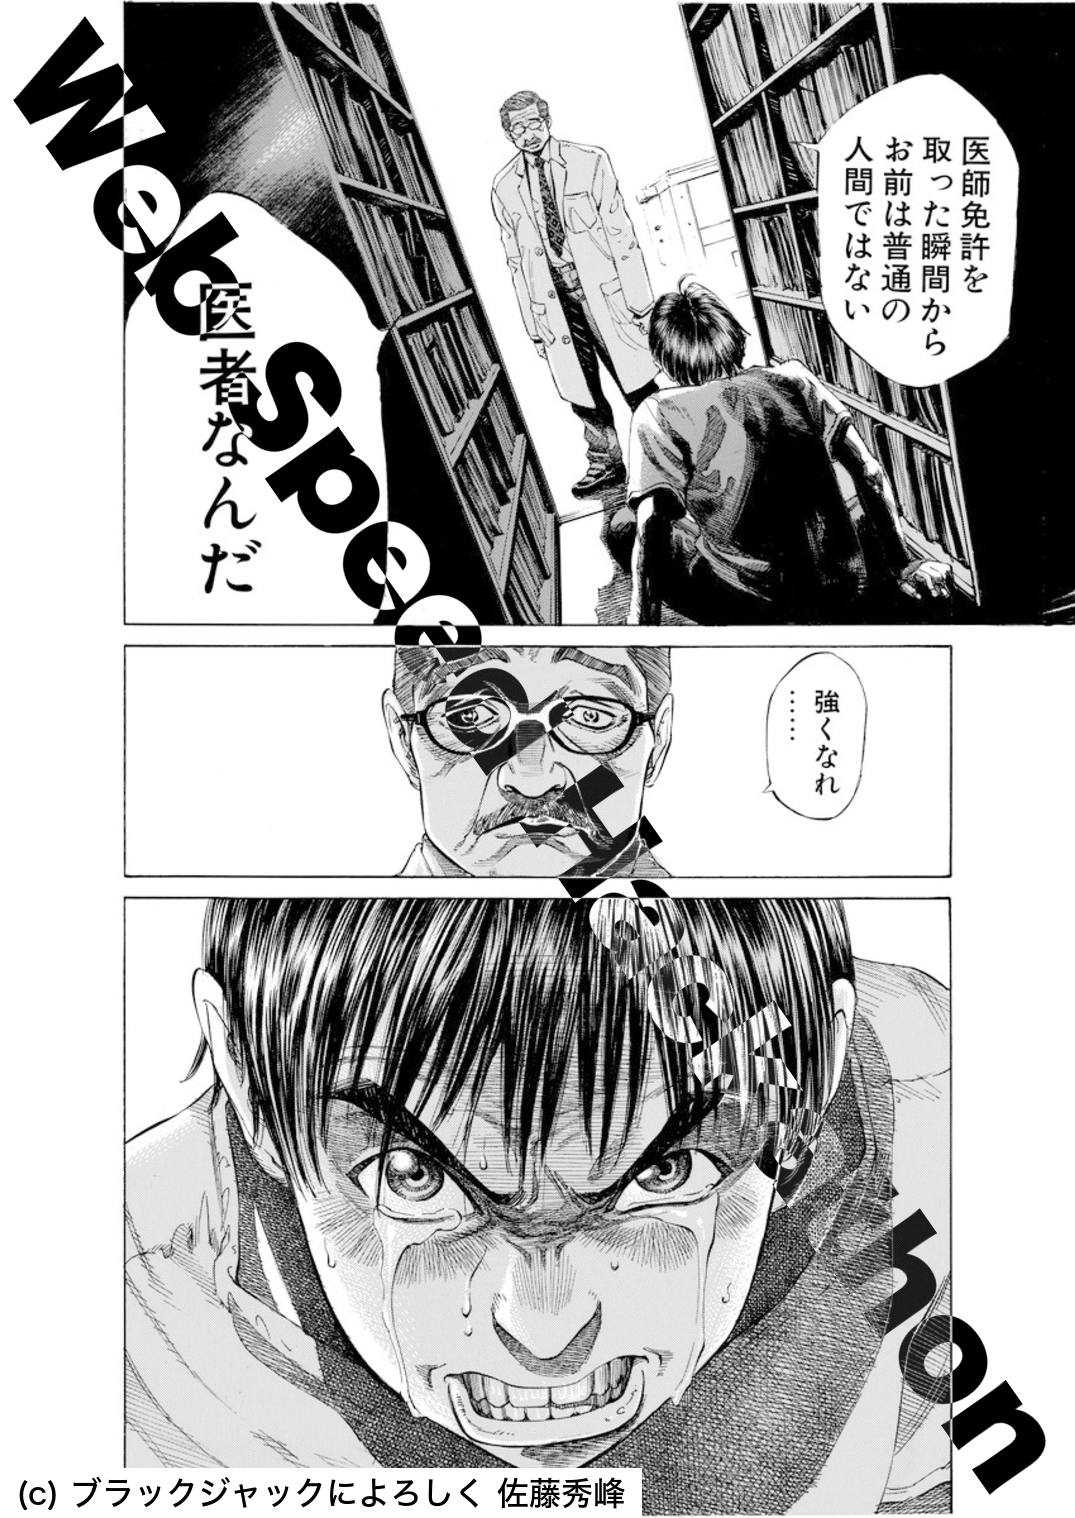 医師免許を
取った瞬間から
お前は普通の
人間ではない
医者なんだ
強くなれ
……
Web Spee.d Hackathon
(c) ブラックジャックによろしく 佐藤秀峰